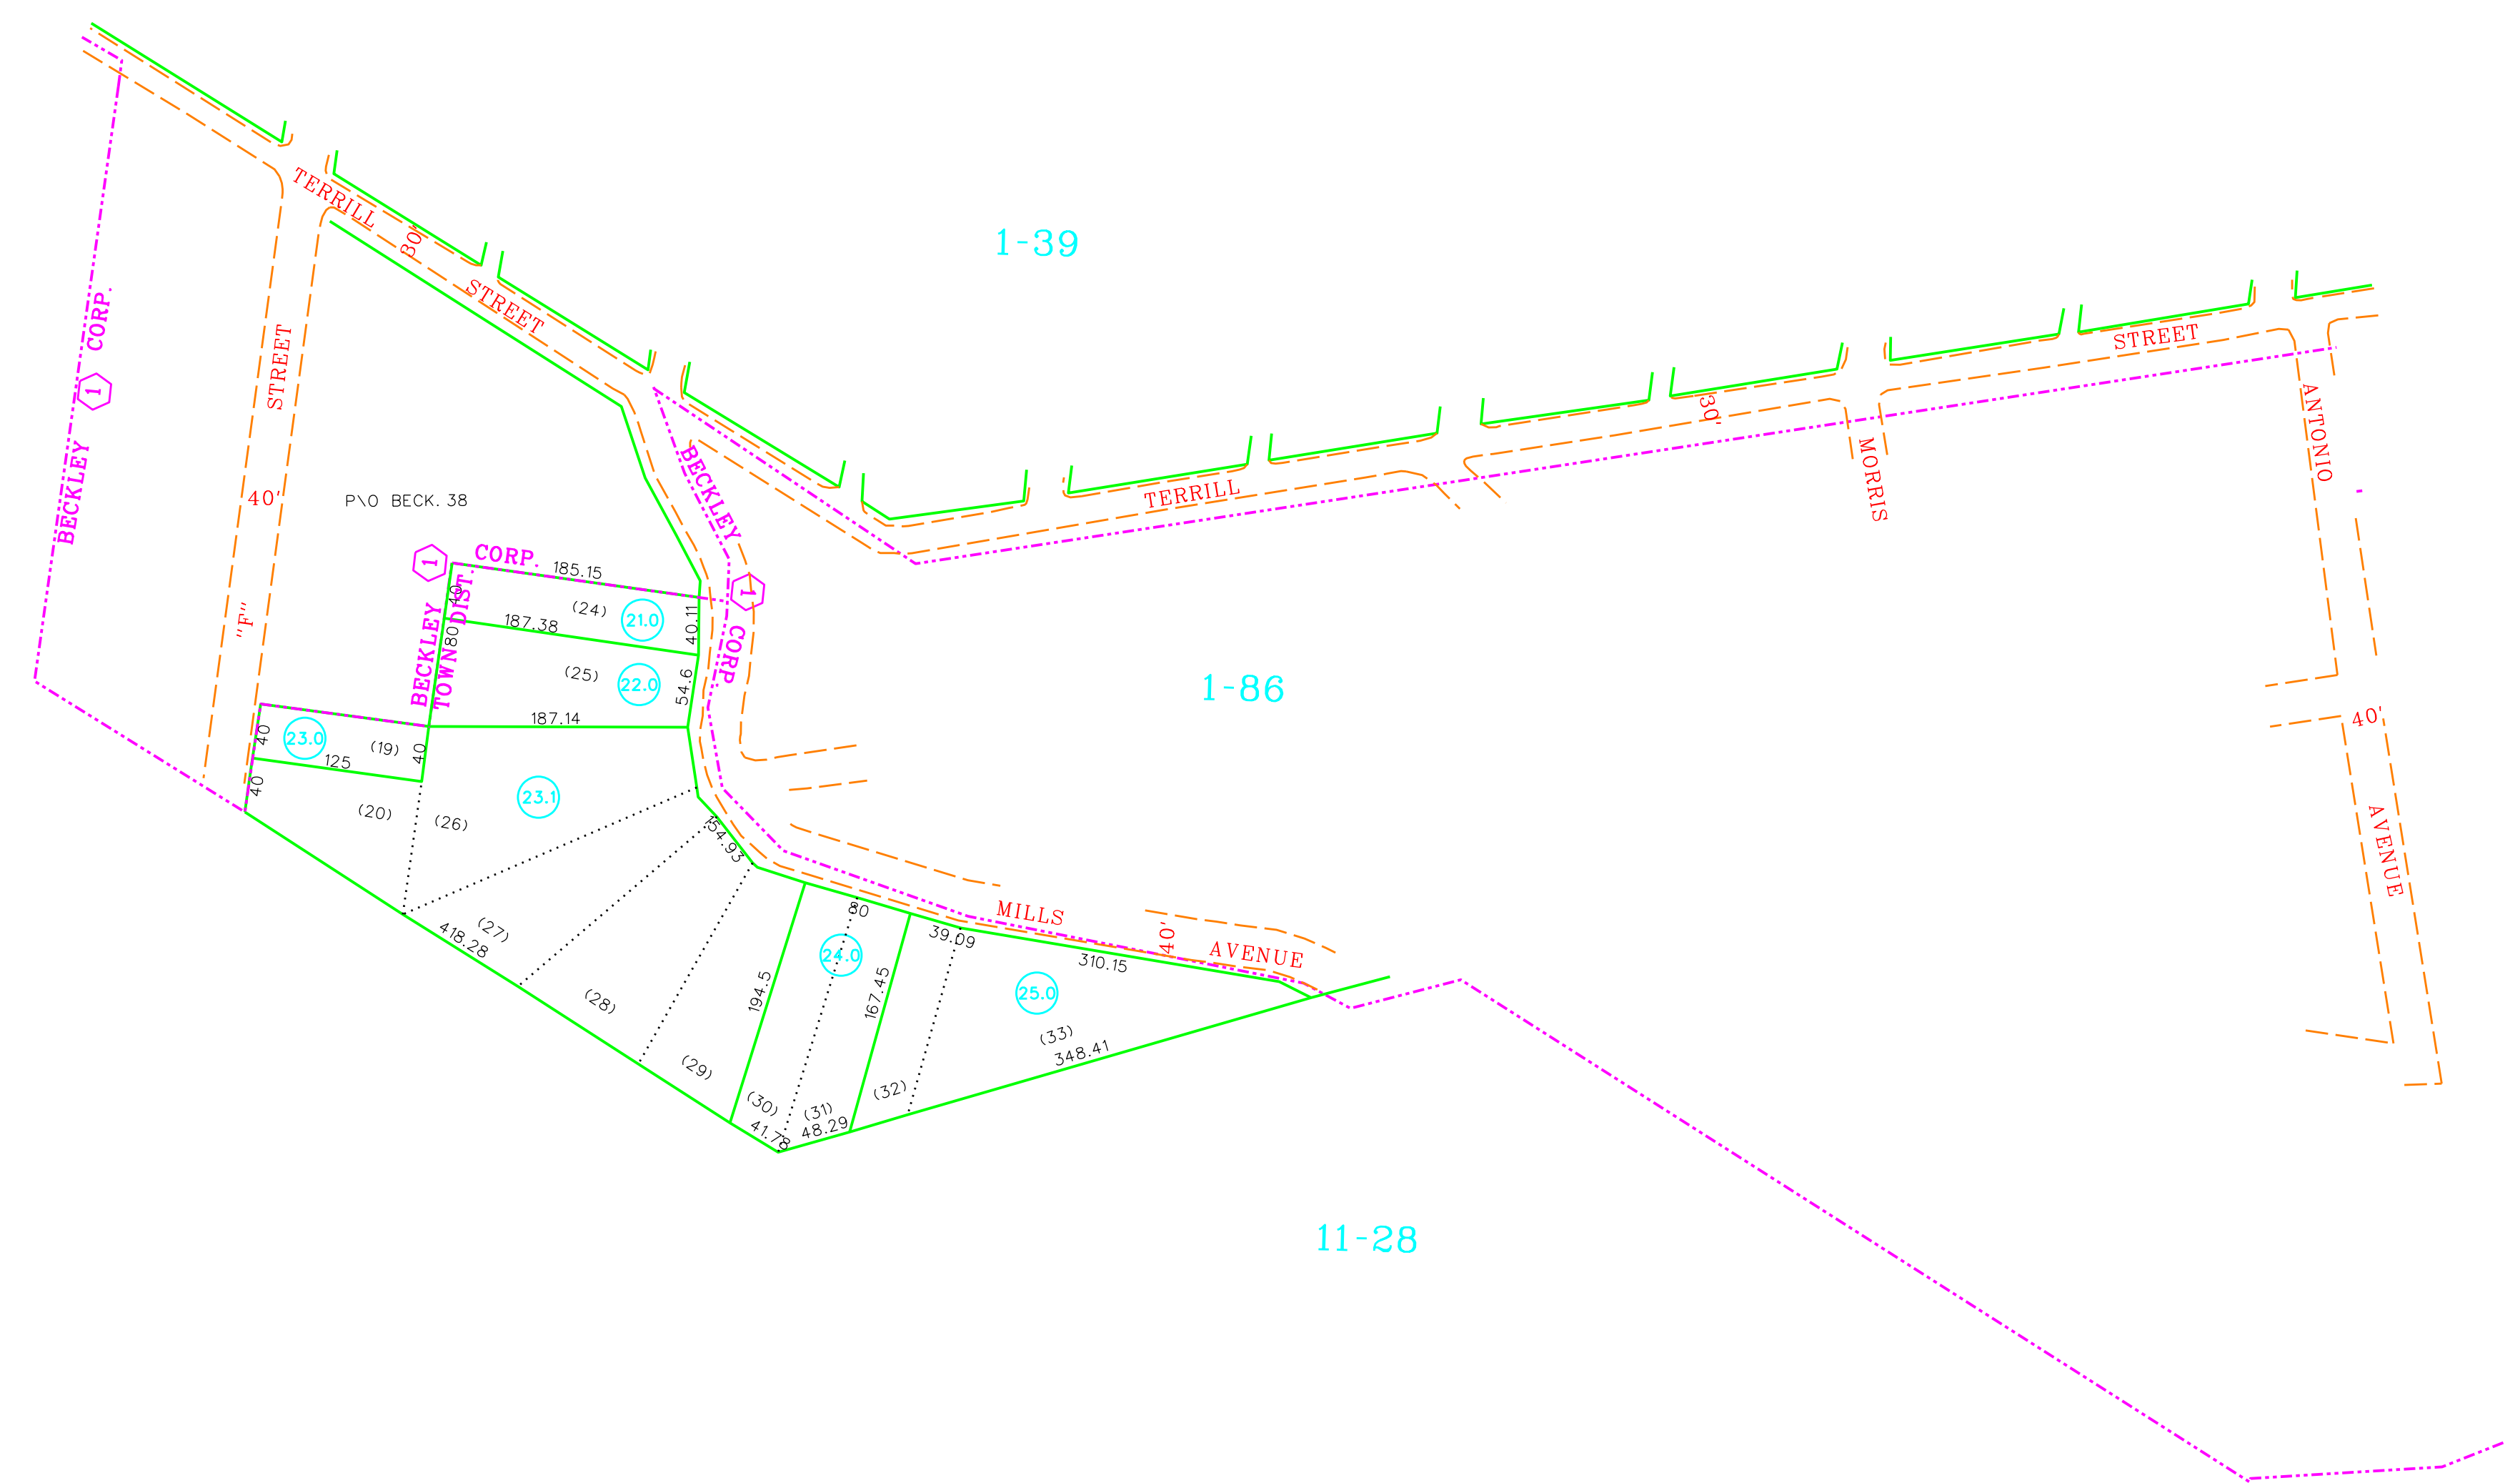 TERRILL
30'
STREET
1-39
BECKLEY
1
CORP.
"F"
STREET
40'
P\O BECK. 38
BECKLEY
1
CORP.
TERRILL
30'
STREET
MORRIS
ANTONIO
40'
AVENUE
1
CORP.
BECKLEY
TOWN DIST.
185.15
40
(24)
21.0
40.11
187.38
80
(25)
22.0
54.6
187.14
1-86
40
23.0
(19)
40
125
40
(20)
(26)
23.1
154.93
(27)
418.28
(28)
(29)
194.5
80
24.0
167.45
39.09
MILLS
40'
AVENUE
310.15
25.0
(33)
348.41
(32)
(30)
(31)
41.78
48.29
11-28